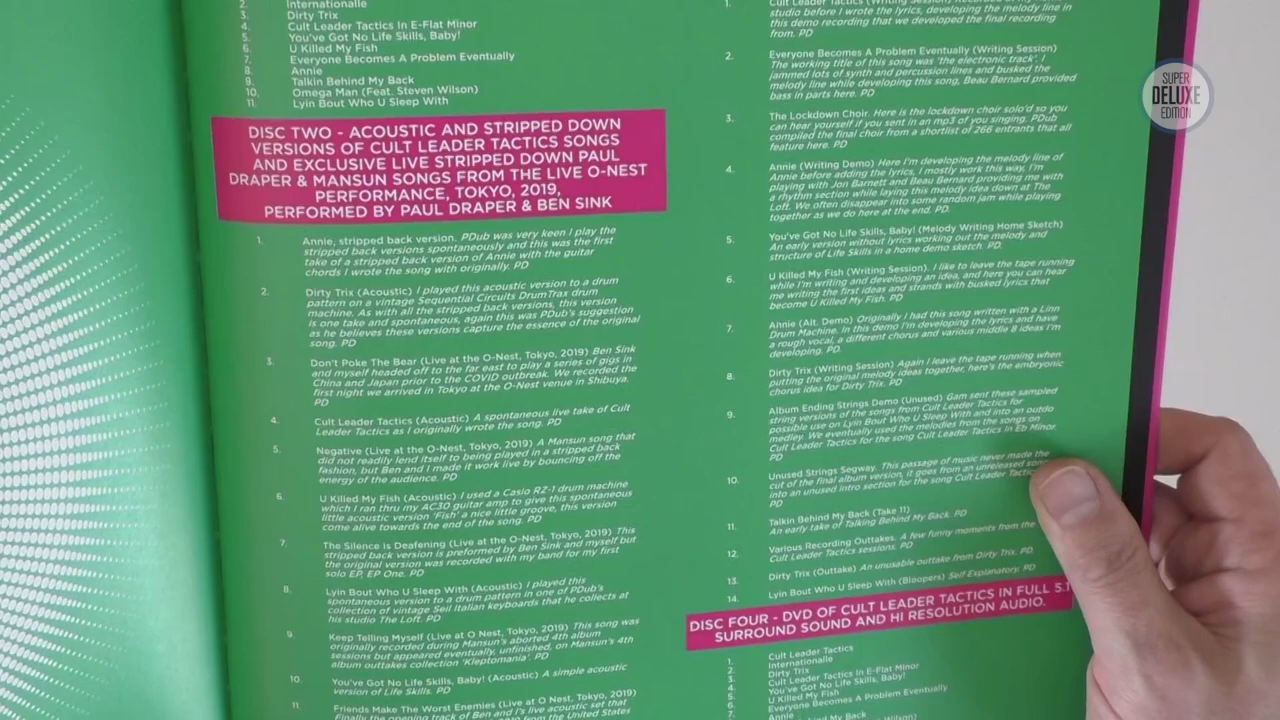 2. Internationalle
3. Dirty Trix
4. Cult Leader Tactics In E-Flat Minor
5. You've Got No Life Skills, Baby!
6. U Killed My Fish
7. Everyone Becomes A Problem Eventually
8. Annie
9. Talkin Behind My Back
10. Omega Man (Feat. Steven Wilson)
11. Lyin Bout Who U Sleep With
DISC TWO - ACOUSTIC AND STRIPPED DOWN
VERSIONS OF CULT LEADER TACTICS SONGS
AND EXCLUSIVE LIVE STRIPPED DOWN PAUL
DRAPER & MANSUN SONGS FROM THE LIVE O-NEST
PERFORMANCE, TOKYO, 2019,
PERFORMED BY PAUL DRAPER & BEN SINK
1. Annie, stripped back version. PDub was very keen I play the
stripped back versions spontaneously and this was the first
take of a stripped back version of Annie with the guitar
chords I wrote the song with originally. PD
2. Dirty Trix (Acoustic) I played this acoustic version to a drum
pattern on a vintage Sequential Circuits DrumTrax drum
machine. As with all the stripped back versions, this version
is one take and spontaneous, again this was PDub's suggestion
as he believes these versions capture the essence of the original
song. PD
3. Don't Poke The Bear (Live at the O-Nest, Tokyo, 2019) Ben Sink
and myself headed off to the far east to play a series of gigs in
China and Japan prior to the COVID outbreak. We recorded the
first night we arrived in Tokyo at the O-Nest venue in Shibuya.
PD
4. Cult Leader Tactics (Acoustic) A spontaneous live take of Cult
Leader Tactics as I originally wrote the song. PD
5. Negative (Live at the O-Nest, Tokyo, 2019) A Mansun song that
did not readily lend itself to being played in a stripped back
fashion, but Ben and I made it work live by bouncing off the
energy of the audience. PD
6. U Killed My Fish (Acoustic) I used a Casio RZ-1 drum machine
which I ran thru my AC30 guitar amp to give this spontaneous
little acoustic version 'Fish' a nice little groove, this version
come alive towards the end of the song. PD
7. The Silence Is Deafening (Live at the O-Nest, Tokyo, 2019) This
stripped back version is preformed by Ben Sink and myself but
the original version was recorded with my band for my first
solo EP, EP One. PD
8. Lyin Bout Who U Sleep With (Acoustic) I played this
spontaneous version to a drum pattern in one of PDub's
collection of vintage Seil Italian keyboards that he collects at
his studio The Loft. PD
9. Keep Telling Myself (Live at O Nest, Tokyo, 2019) This song was
originally recorded during Mansun's aborted 4th album
sessions but appeared eventually, unfinished, on Mansun's 4th
album outtakes collection 'Kleptomania'. PD
10. You've Got No Life Skills, Baby! (Acoustic) A simple acoustic
version of Life Skills. PD
11. Friends Make The Worst Enemies (Live at O Nest, Tokyo, 2019)
Finally the opening track of Ben and I's live acoustic set that
from the United States
1. Cult Leader Tactics (Writing Session)
studio before I wrote the lyrics, developing the melody line in
this demo recording that we developed the final recording
from. PD
2. Everyone Becomes A Problem Eventually (Writing Session)
The working title of this song was 'the electronic track'. I
jammed lots of synth and percussion lines and busked the
melody line while developing this song, Beau Bernard provided
bass in parts here. PD
3. The Lockdown Choir. Here is the lockdown choir solo'd so you
can hear yourself if you sent in an mp3 of you singing. PDub
compiled the final choir from a shortlist of 266 entrants that all
feature here. PD
4. Annie (Writing Demo) Here I'm developing the melody line of
Annie before adding the lyrics, I mostly work this way, I'm
playing with Jon Barnett and Beau Bernard providing me with
a rhythm section while laying this melody idea down at The
Loft. We often disappear into some random jam while playing
together as we do here at the end. PD.
5. You've Got No Life Skills, Baby! (Melody Writing Home Sketch)
An early version without lyrics working out the melody and
structure of Life Skills in a home demo sketch. PD.
6. U Killed My Fish (Writing Session). I like to leave the tape running
while I'm writing and developing an idea, and here you can hear
me writing the first ideas and strands with busked lyrics that
become U Killed My Fish. PD
7. Annie (Alt. Demo) Originally I had this song written with a Linn
Drum Machine. In this demo I'm developing the lyrics and have
a rough vocal, a different chorus and various middle 8 ideas I'm
developing. PD.
8. Dirty Trix (Writing Session) Again I leave the tape running when
putting the original melody ideas together, here's the embryonic
chorus idea for Dirty Trix. PD
9. Album Ending Strings Demo (Unused) Gam sent these sampled
string versions of the songs from Cult Leader Tactics for
possible use on Lyin Bout Who U Sleep With and into an outdo
medley. We eventually used the melodies from the songs on
Cult Leader Tactics for the song Cult Leader Tactics In Eb Minor.
PD
10. Unused Strings Segway. This passage of music never made the
cut of the final album version, it goes from an unreleased song
into an unused intro section for the song Cult Leader Tactics
PD
11. Talkin Behind My Back (Take 11)
An early take of Talking Behind My Back. PD
12. Various Recording Outtakes. A few funny moments from the
Cult Leader Tactics sessions. PD
13. Dirty Trix (Outtake) An unusable outtake from Dirty Trix. PD.
14. Lyin Bout Who U Sleep With (Bloopers) Self Explanatory. PD
DISC FOUR - DVD OF CULT LEADER TACTICS IN FULL 5.1
SURROUND SOUND AND HI RESOLUTION AUDIO.
1. Cult Leader Tactics
2. Internationalle
3. Dirty Trix
4. Cult Leader Tactics In E-Flat Minor
5. You've Got No Life Skills, Baby!
6. U Killed My Fish
7. Everyone Becomes A Problem Eventually
Annie
SUPER
DELUXE
EDITION